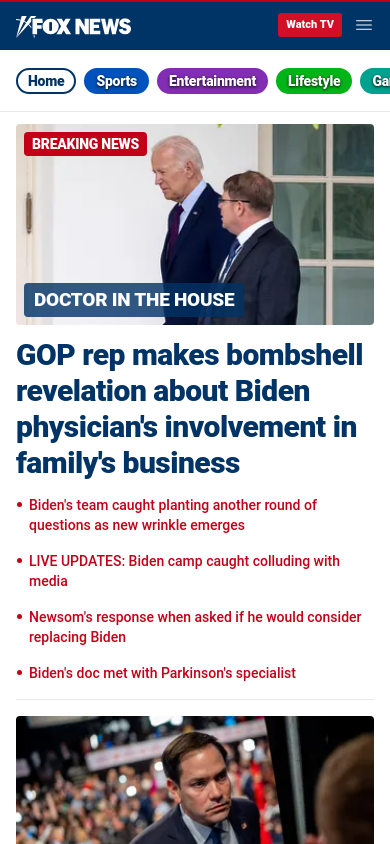 FOX NEWS
Watch TV
Home
Sports
Entertainment
Lifestyle
Ga
BREAKING NEWS
DOCTOR IN THE HOUSE
GOP rep makes bombshell
revelation about Biden
physician's involvement in
family's business
Biden's team caught planting another round of
questions as new wrinkle emerges
LIVE UPDATES: Biden camp caught colluding with
media
Newsom's response when asked if he would consider
replacing Biden
Biden's doc met with Parkinson's specialist